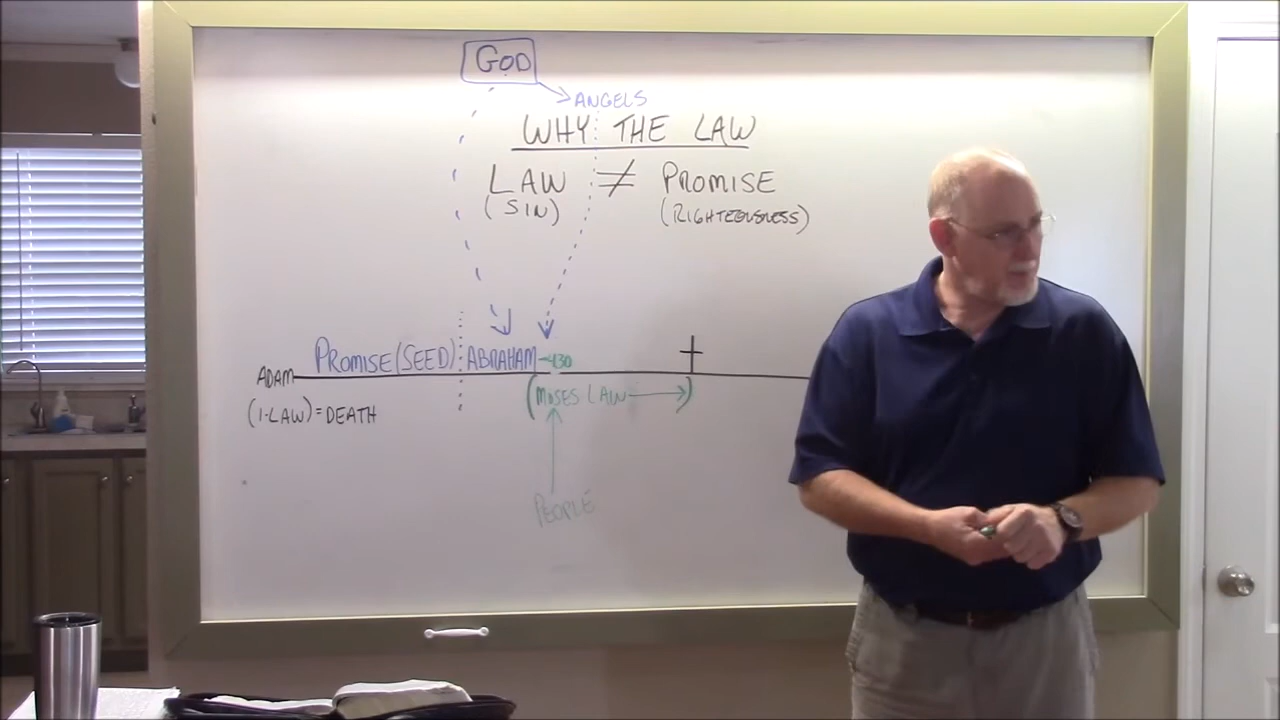 GOD
ANGELS
WHY THE LAW
LAW ≠ PROMISE
(SIN) (RIGHTEOUSNESS)
PROMISE (SEED) ABRAHAM -430
ADAM
(MOSES LAW )
(1-LAW) = DEATH
PEOPLE